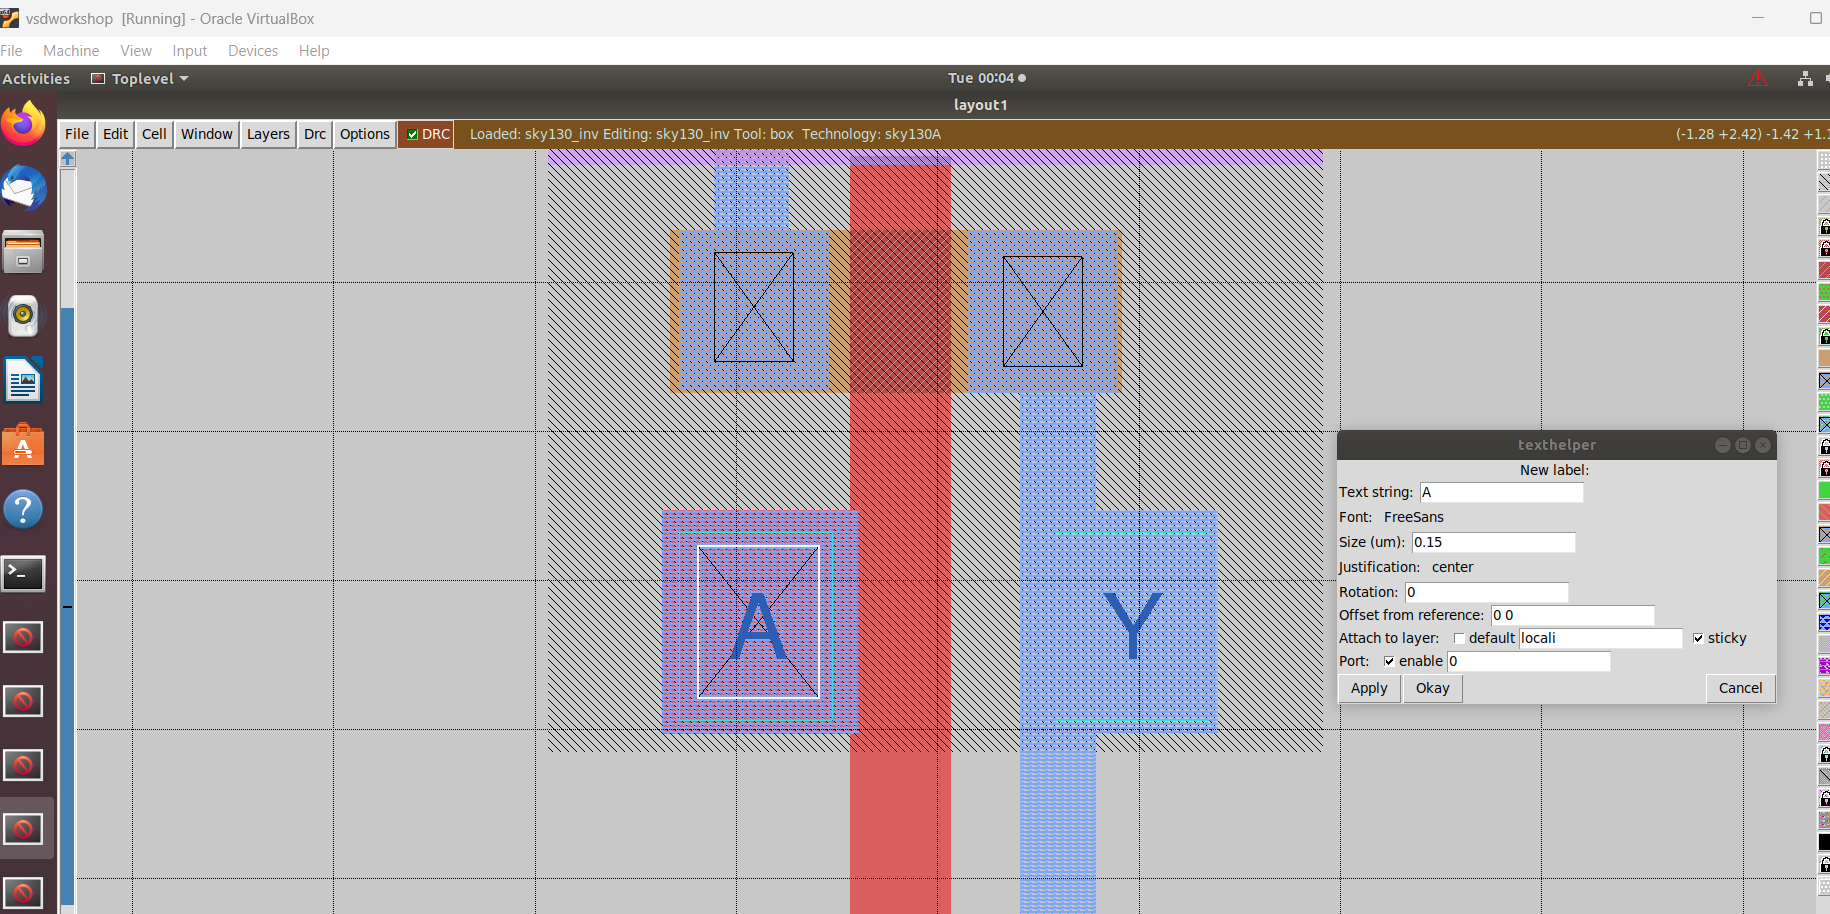 vsdworkshop [Running] - Oracle VirtualBox
File Machine View Input Devices Help
Activities Toplevel Tue 00:04
layout1
File Edit Cell Window Layers Drc Options DRC Loaded: sky130_inv Editing: sky130_inv Tool: box Technology: sky130A (-1.28 +2.42) -1.42
texthelper
New label:
Text string: A
Font: FreeSans
Size (um): 0.15
Justification: center
Rotation: 0
Offset from reference: 0 0
Attach to layer: default locali sticky
Port: enable 0
Apply Okay Cancel
A Y